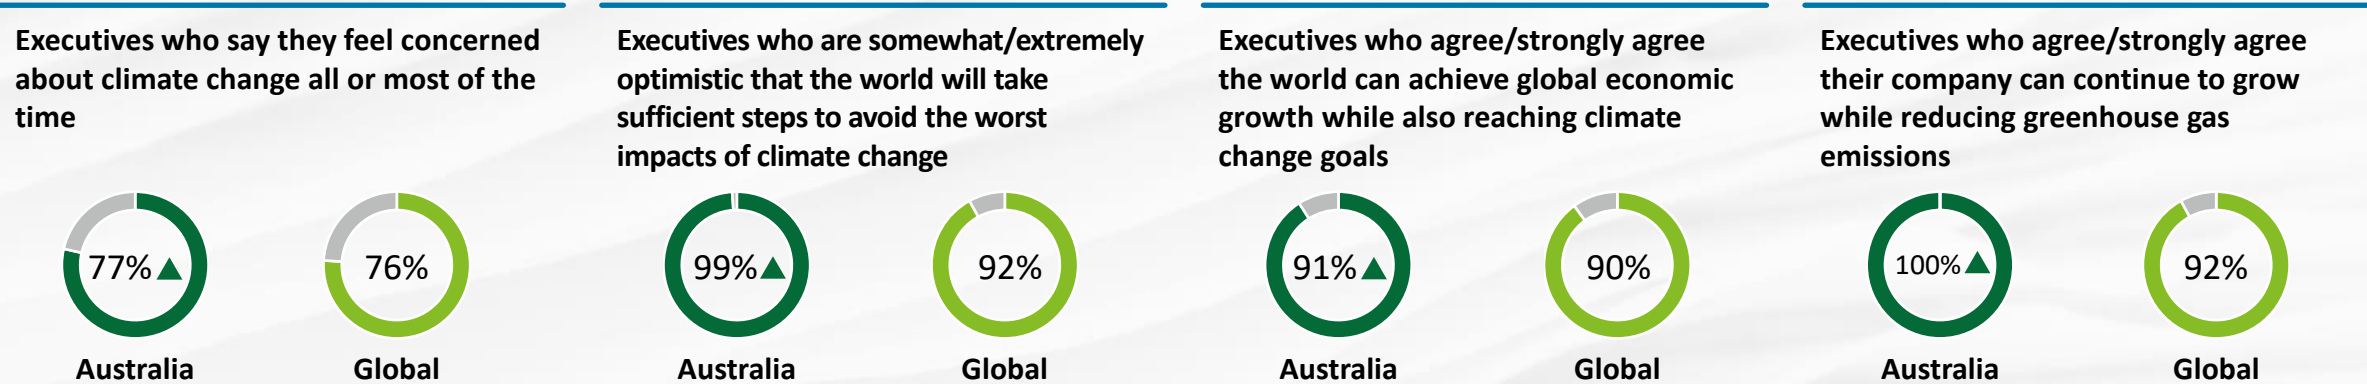 Executives who say they feel concerned
about climate change all or most of the
time
77%
Australia
76%
Global
Executives who are somewhat/extremely
optimistic that the world will take
sufficient steps to avoid the worst
impacts of climate change
99%
Australia
92%
Global
Executives who agree/strongly agree
the world can achieve global economic
growth while also reaching climate
change goals
91%
Australia
90%
Global
Executives who agree/strongly agree
their company can continue to grow
while reducing greenhouse gas
emissions
100%
Australia
92%
Global